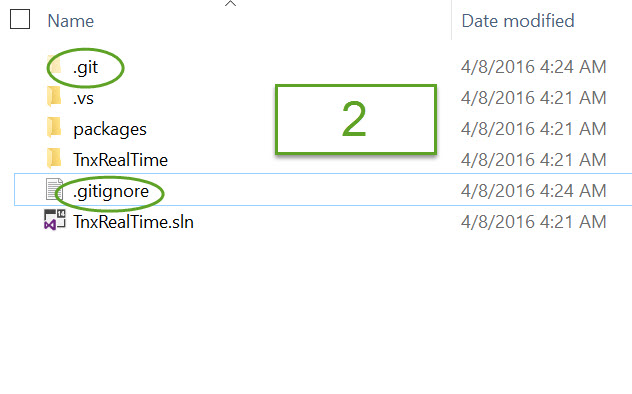 Name Date modified
.git 4/8/2016 4:24 AM
.vs 4/8/2016 4:21 AM
packages 4/8/2016 4:21 AM
TnxRealTime 4/8/2016 4:21 AM
.gitignore 4/8/2016 4:24 AM
TnxRealTime.sln 4/8/2016 4:21 AM
2